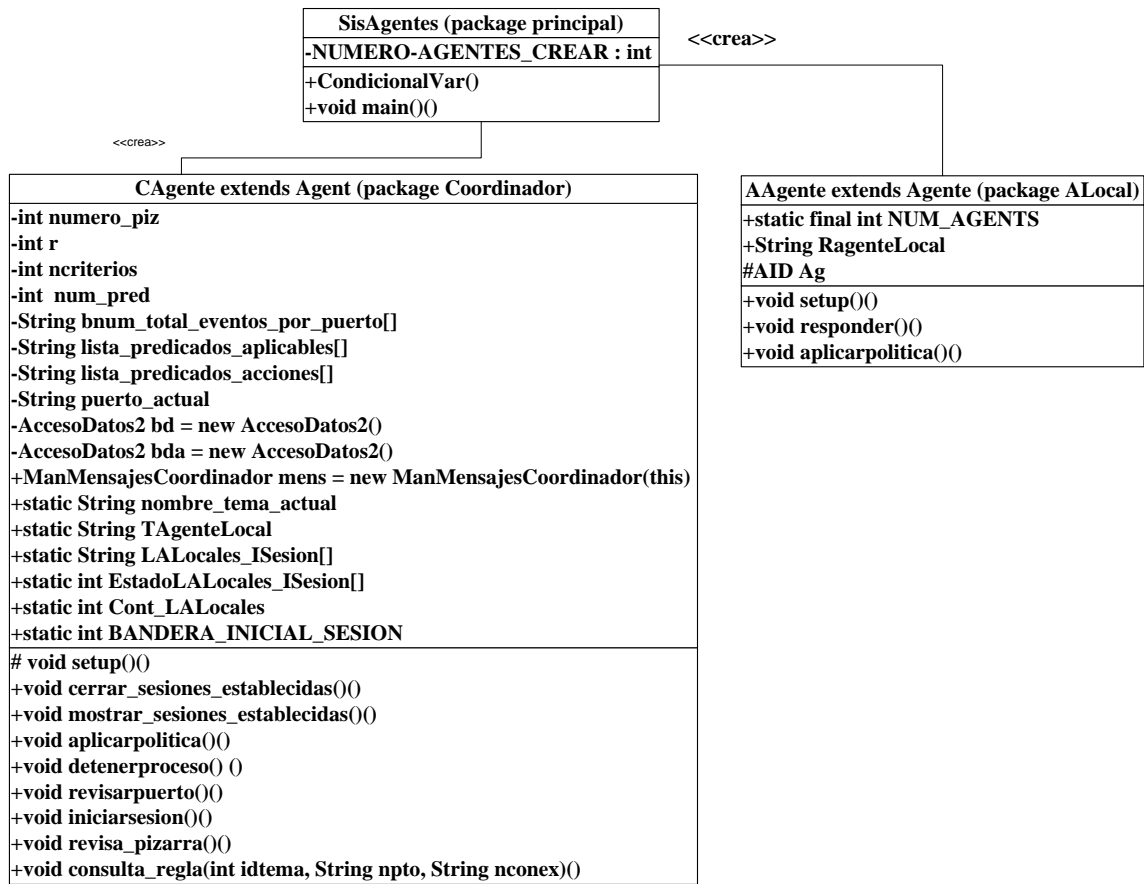 SisAgentes (package principal)
-NUMERO-AGENTES_CREAR : int
+CondicionalVar()
+void main()()
<<crea>>
<<crea>>
CAgente extends Agent (package Coordinador)
-int numero_piz
-int r
-int ncriterios
-int  num_pred
-String bnum_total_eventos_por_puerto[]
-String lista_predicados_aplicables[]
-String lista_predicados_acciones[]
-String puerto_actual
-AccesoDatos2 bd = new AccesoDatos2()
-AccesoDatos2 bda = new AccesoDatos2()
+ManMensajesCoordinador mens = new ManMensajesCoordinador(this)
+static String nombre_tema_actual
+static String TAgenteLocal
+static String LALocales_ISesion[]
+static int EstadoLALocales_ISesion[]
+static int Cont_LALocales
+static int BANDERA_INICIAL_SESION
# void setup()()
+void cerrar_sesiones_establecidas()()
+void mostrar_sesiones_establecidas()()
+void aplicarpolitica()()
+void detenerproceso() ()
+void revisarpuerto()()
+void iniciarsesion()()
+void revisa_pizarra()()
+void consulta_regla(int idtema, String npto, String nconex)()
AAgente extends Agente (package ALocal)
+static final int NUM_AGENTS
+String RagenteLocal
#AID Ag
+void setup()()
+void responder()()
+void aplicarpolitica()()